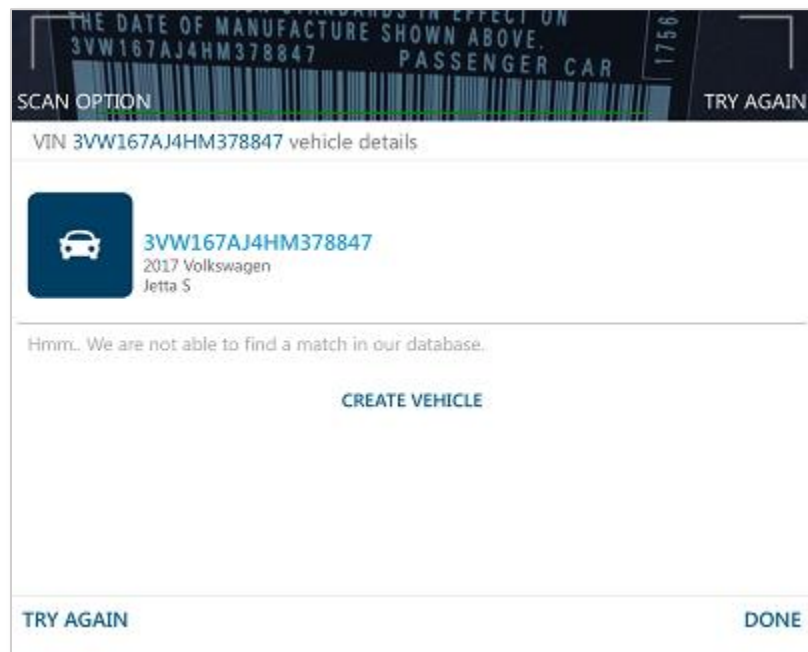 THE DATE OF MANUFACTURE SHOWN ABOVE.
3VW167AJ4HM378847 PASSENGER CAR
1756
SCAN OPTION
TRY AGAIN
VIN 3VW167AJ4HM378847 vehicle details
3VW167AJ4HM378847
2017 Volkswagen
Jetta S
Hmm.. We are not able to find a match in our database.
CREATE VEHICLE
TRY AGAIN
DONE